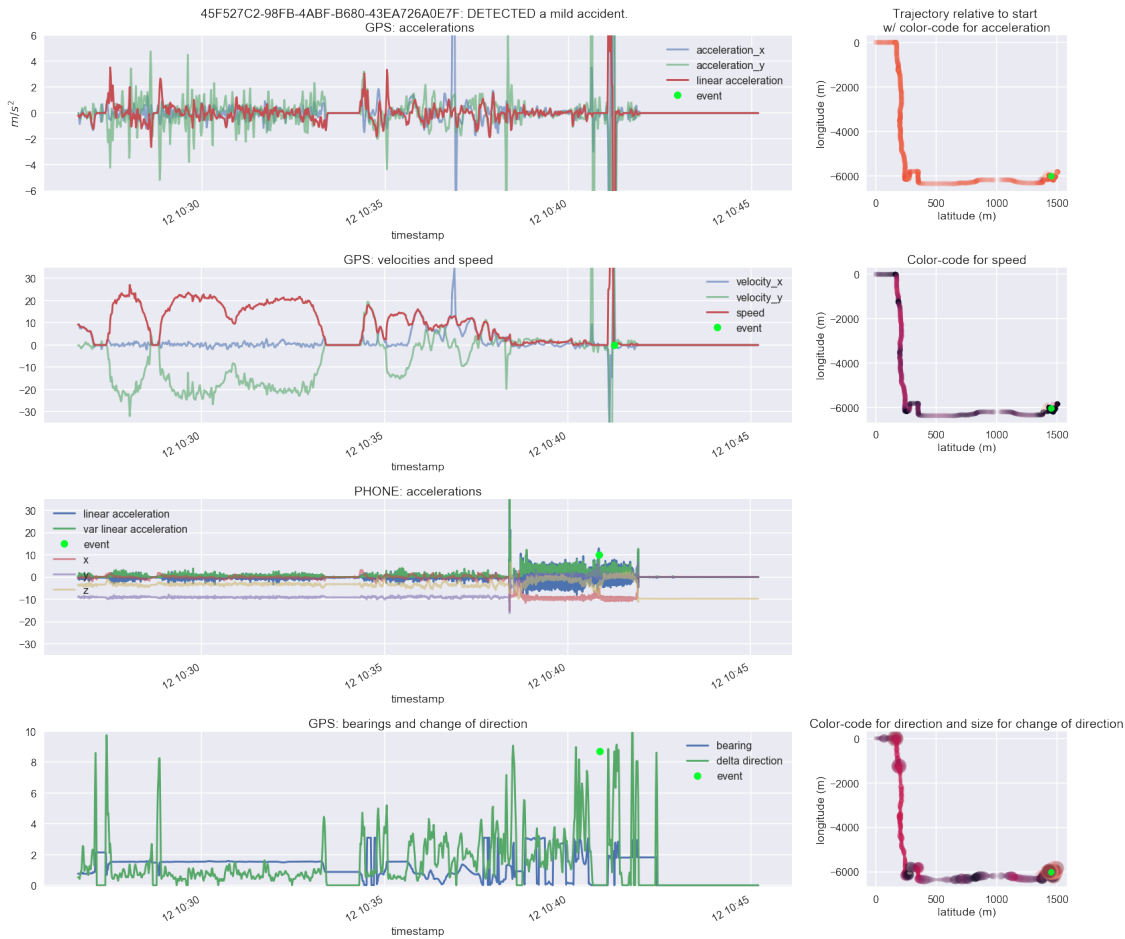 45F527C2-98FB-4ABF-B680-43EA726A0E7F: DETECTED a mild accident.
GPS: accelerations
6
4
2
0
−2
−4
−6
m/s²
acceleration_x
acceleration_y
linear acceleration
event
12 10:30
12 10:35
12 10:40
12 10:45
timestamp
Trajectory relative to start
w/ color-code for acceleration
0
−2000
−4000
−6000
longitude (m)
0
500
1000
1500
latitude (m)
GPS: velocities and speed
30
20
10
0
−10
−20
−30
velocity_x
velocity_y
speed
event
12 10:30
12 10:35
12 10:40
12 10:45
timestamp
Color-code for speed
0
−2000
−4000
−6000
longitude (m)
0
500
1000
1500
latitude (m)
PHONE: accelerations
30
20
10
0
−10
−20
−30
linear acceleration
var linear acceleration
event
x
y
z
12 10:30
12 10:35
12 10:40
12 10:45
timestamp
GPS: bearings and change of direction
10
8
6
4
2
0
bearing
delta direction
event
12 10:30
12 10:35
12 10:40
12 10:45
timestamp
Color-code for direction and size for change of direction
0
−2000
−4000
−6000
longitude (m)
0
500
1000
1500
latitude (m)